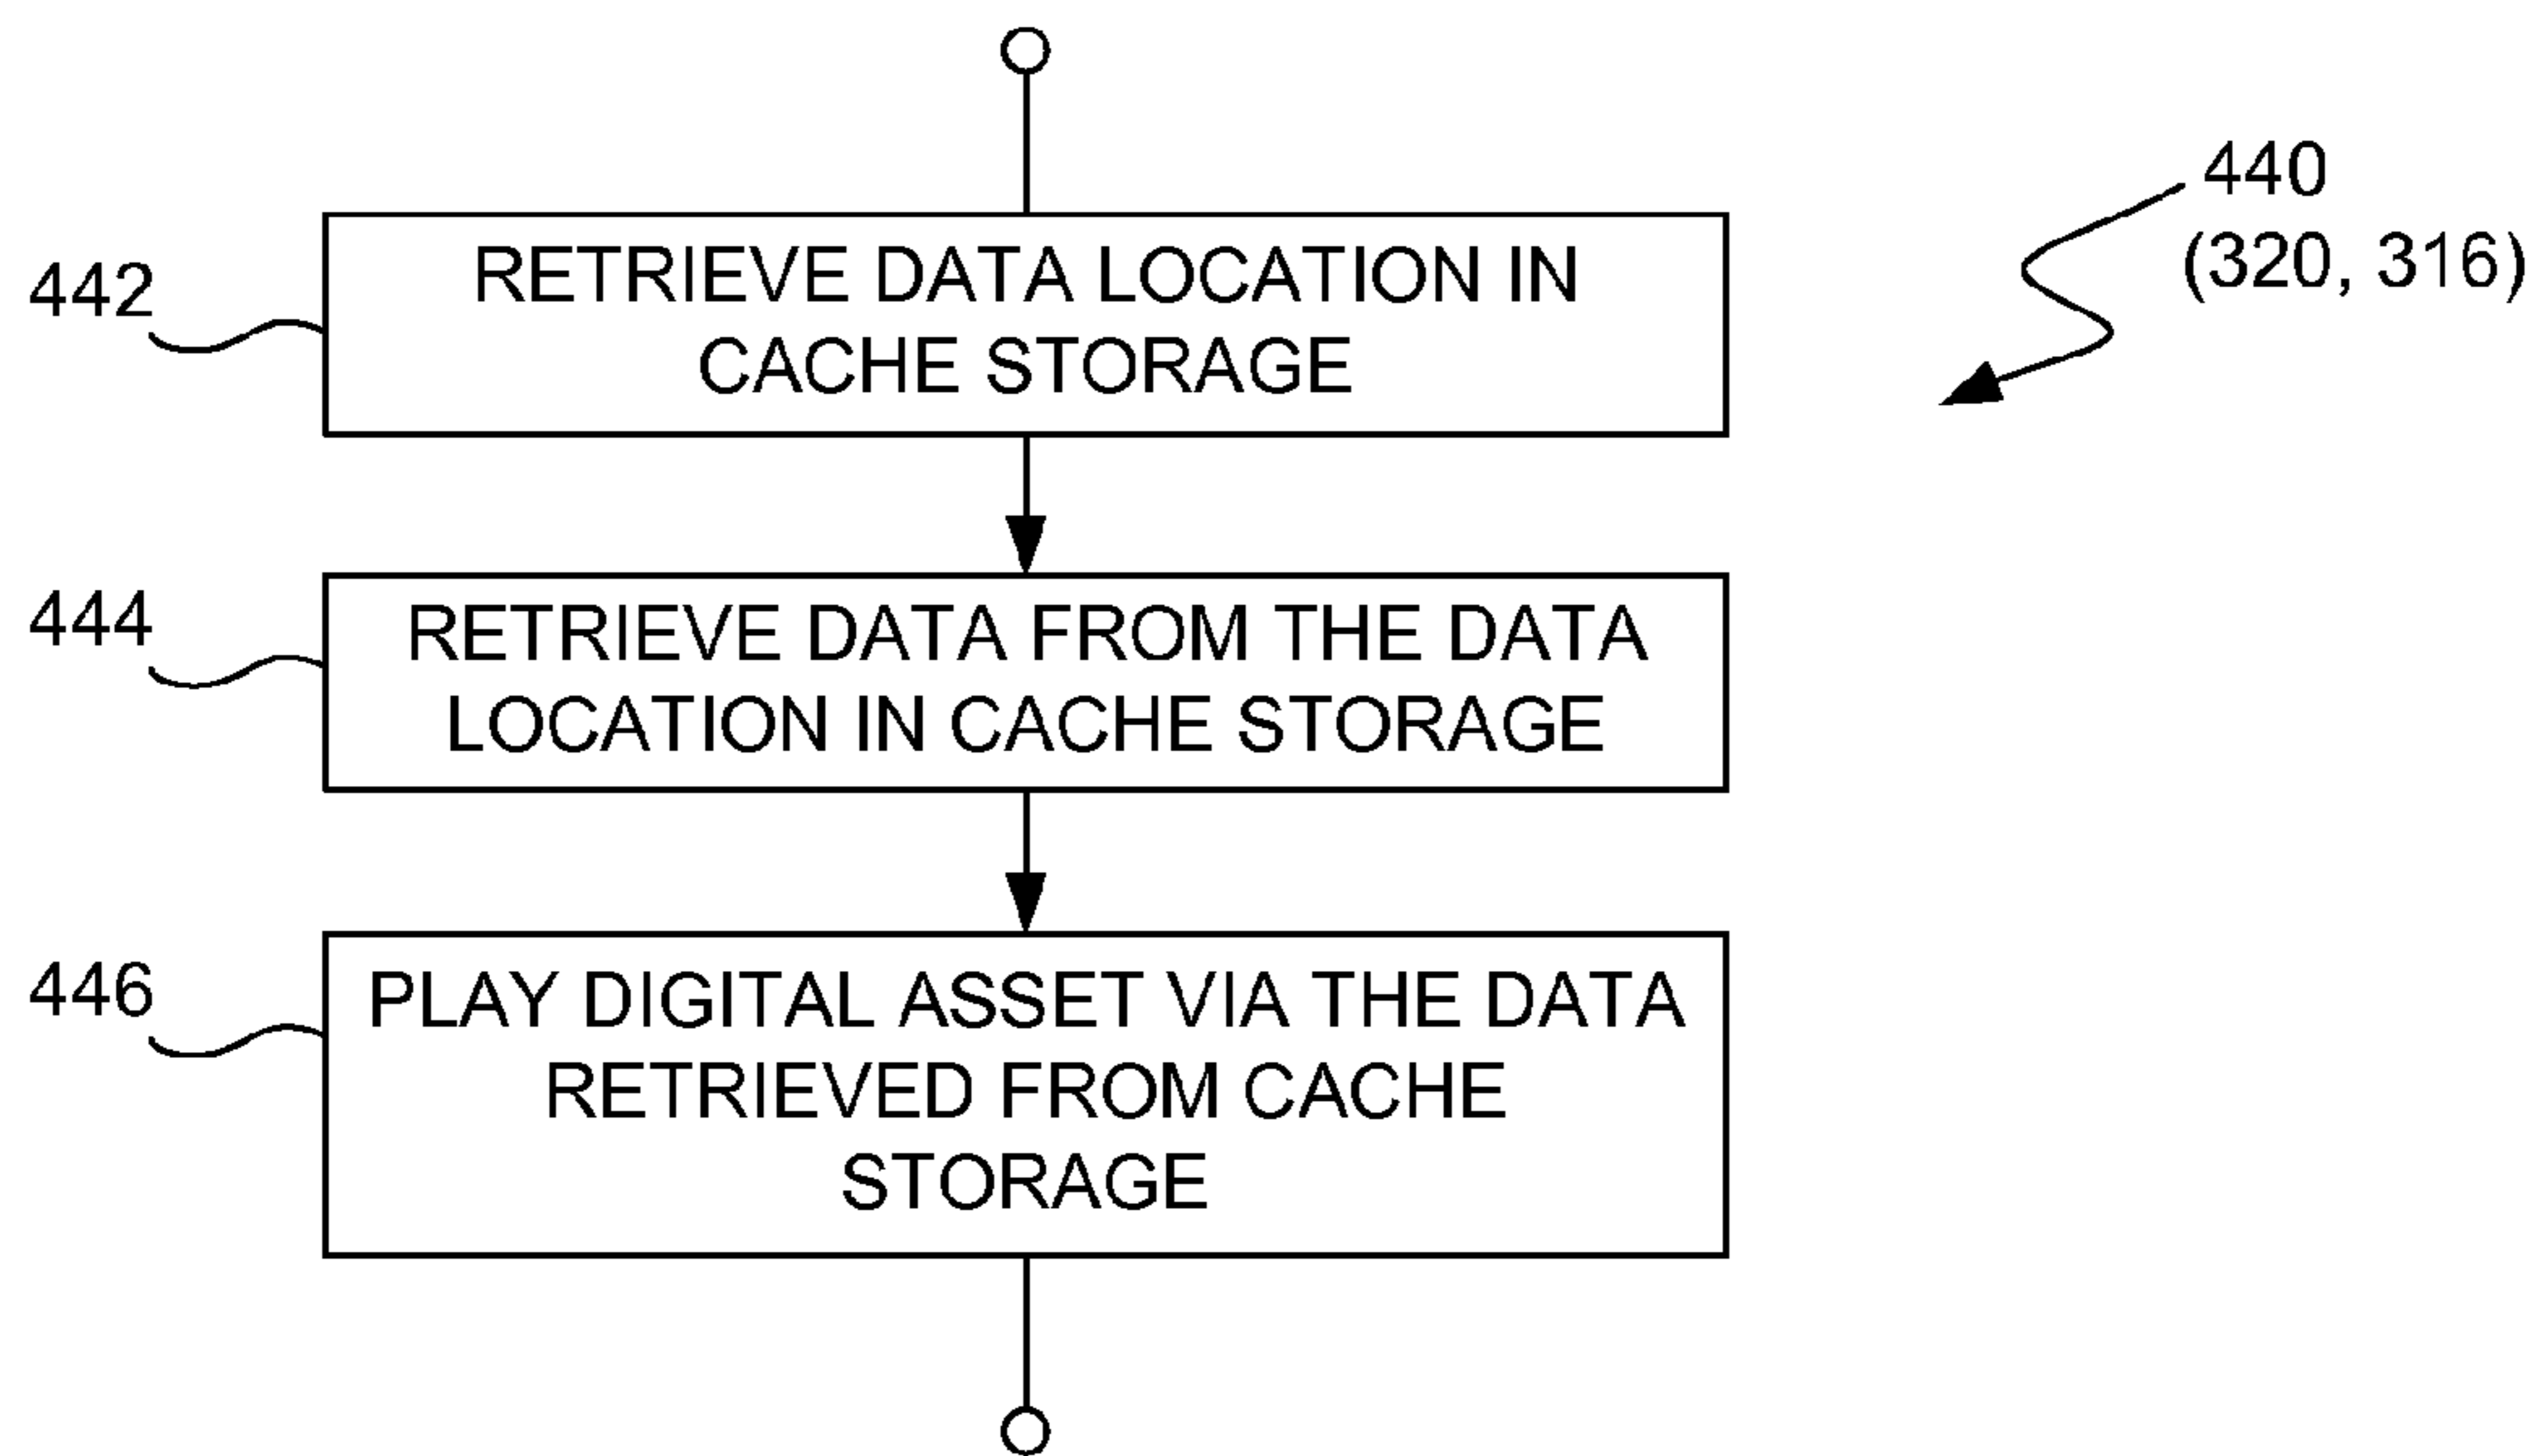 440
(320, 316)
442
RETRIEVE DATA LOCATION IN
CACHE STORAGE
444
RETRIEVE DATA FROM THE DATA
LOCATION IN CACHE STORAGE
446
PLAY DIGITAL ASSET VIA THE DATA
RETRIEVED FROM CACHE
STORAGE